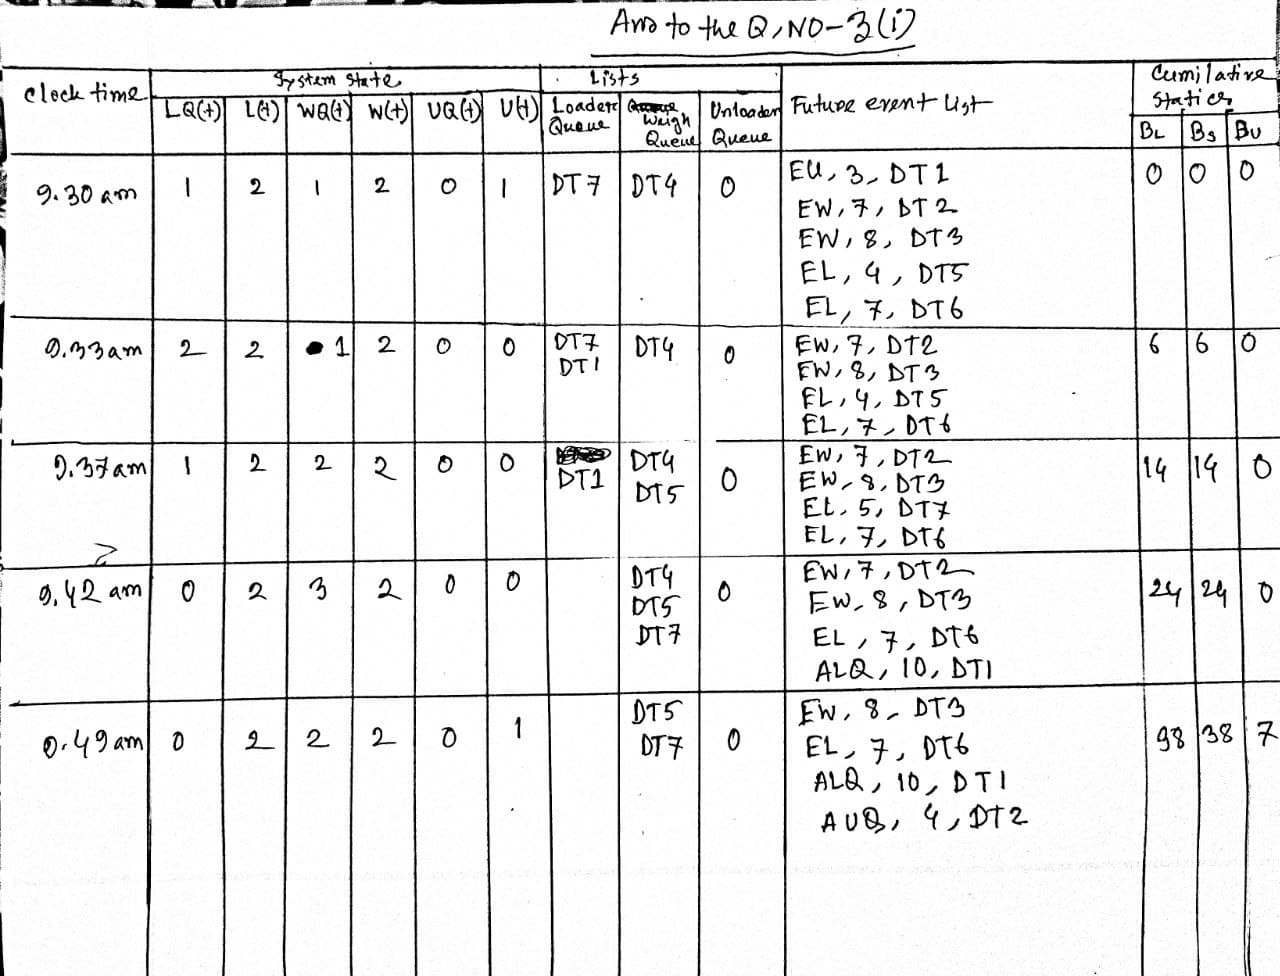 Ans to the Q, NO-3(i)
Clock time System state Lists Future event List Cumilative Statics
LQ(t) L(t) WQ(t) W(t) UQ(t) U(t) Loader Queue Weigh Queue Unloader Queue BL BS BU
9.30 am 1 2 1 2 0 1 DT7 DT4 0 EU, 3, DT1 0 0 0
EW, 7, DT2
EW, 8, DT3
EL, 4, DT5
EL, 7, DT6
9.33am 2 2 1 2 0 0 DT7 DT4 0 EW, 7, DT2 6 6 0
DT1 EW, 8, DT3
EL, 4, DT5
EL, 7, DT6
9.37am 1 2 2 2 0 0 DT1 DT4 0 EW, 7, DT2 14 14 0
DT5 EW, 8, DT3
EL, 5, DT7
EL, 7, DT6
9.42 am 0 2 3 2 0 0 DT4 0 EW, 7, DT2 24 24 0
DT5 EW, 8, DT3
DT7 EL, 7, DT6
ALQ, 10, DT1
9.49am 0 2 2 2 0 1 DT5 0 EW, 8, DT3 38 38 7
DT7 EL, 7, DT6
ALQ, 10, DT1
AUQ, 4, DT2